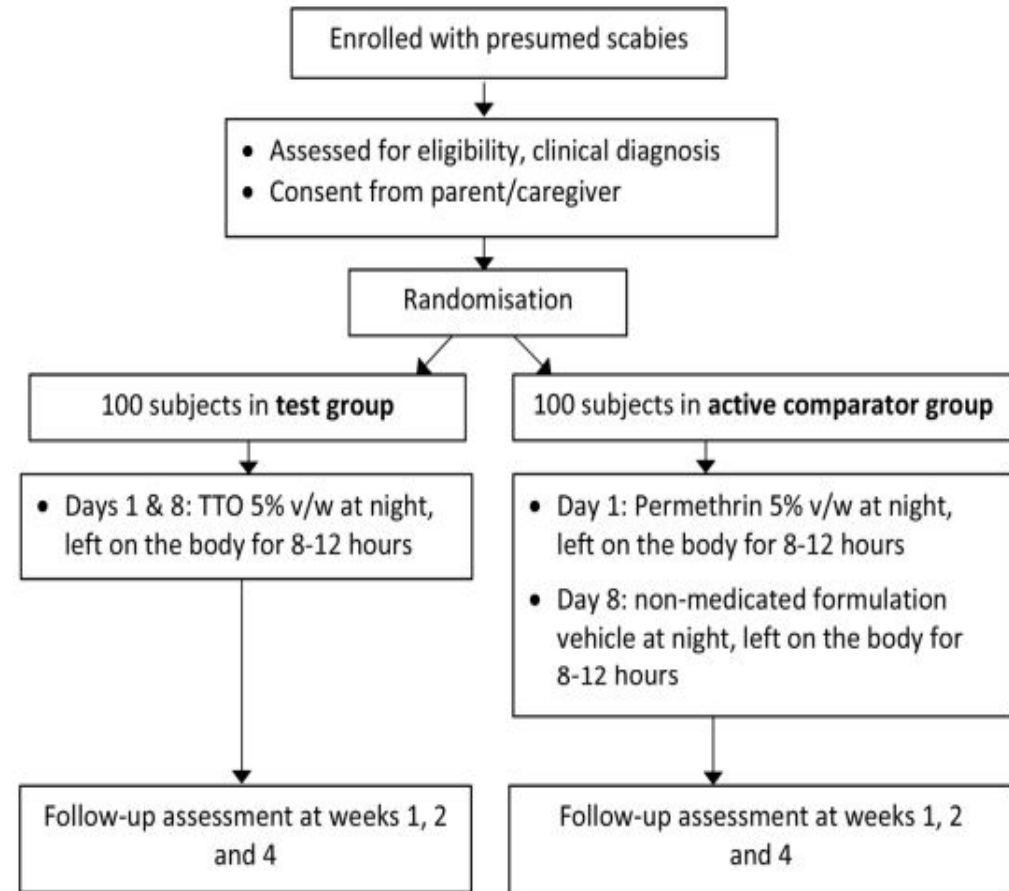 Enrolled with presumed scabies
• Assessed for eligibility, clinical diagnosis
• Consent from parent/caregiver
Randomisation
100 subjects in test group
100 subjects in active comparator group
• Days 1 & 8: TTO 5% v/w at night,
left on the body for 8-12 hours
• Day 1: Permethrin 5% v/w at night,
left on the body for 8-12 hours
• Day 8: non-medicated formulation
vehicle at night, left on the body for
8-12 hours
Follow-up assessment at weeks 1, 2
and 4
Follow-up assessment at weeks 1, 2
and 4